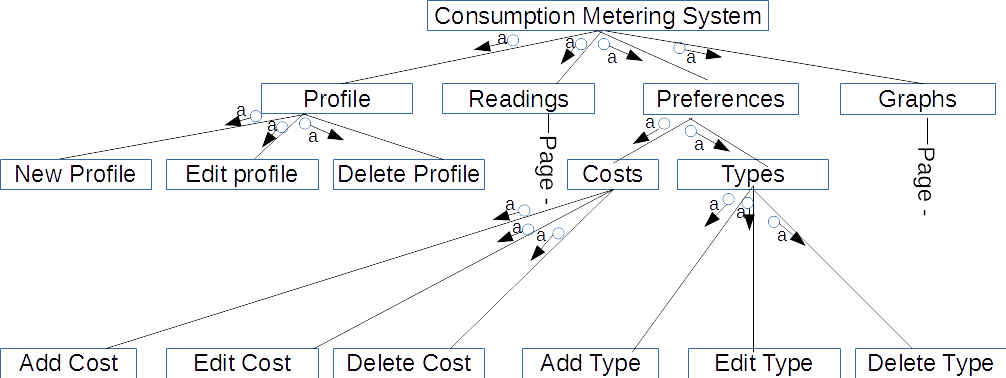 Consumption Metering System
a
a
a
a
Profile
Readings
Preferences
Graphs
a
a
a
a
a
Page -
Page -
New Profile
Edit profile
Delete Profile
Costs
Types
a
a
a
a
a
a
Add Cost
Edit Cost
Delete Cost
Add Type
Edit Type
Delete Type